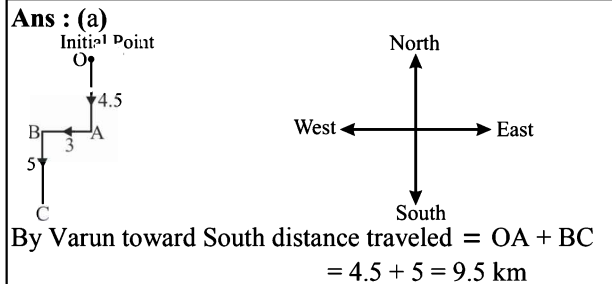 Ans : (a)
Initial Point
O
4.5
B
3
A
5
C
North
West
East
South
By Varun toward South distance traveled = OA + BC
= 4.5 + 5 = 9.5 km